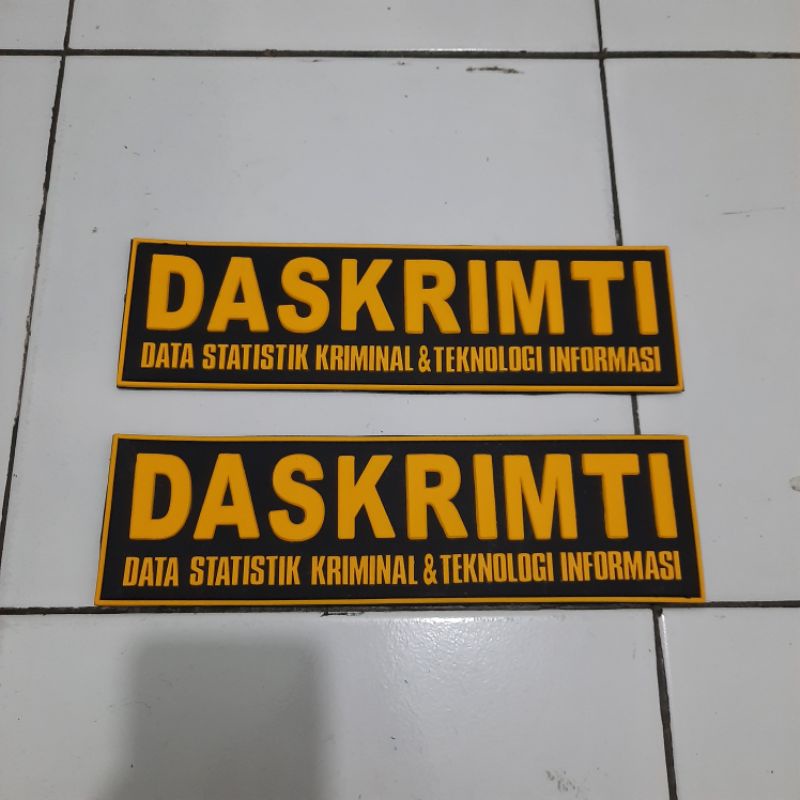 DASKRIMTI
DATA STATISTIK KRIMINAL & TEKNOLOGI INFORMASI
DASKRIMTI
DATA STATISTIK KRIMINAL & TEKNOLOGI INFORMASI